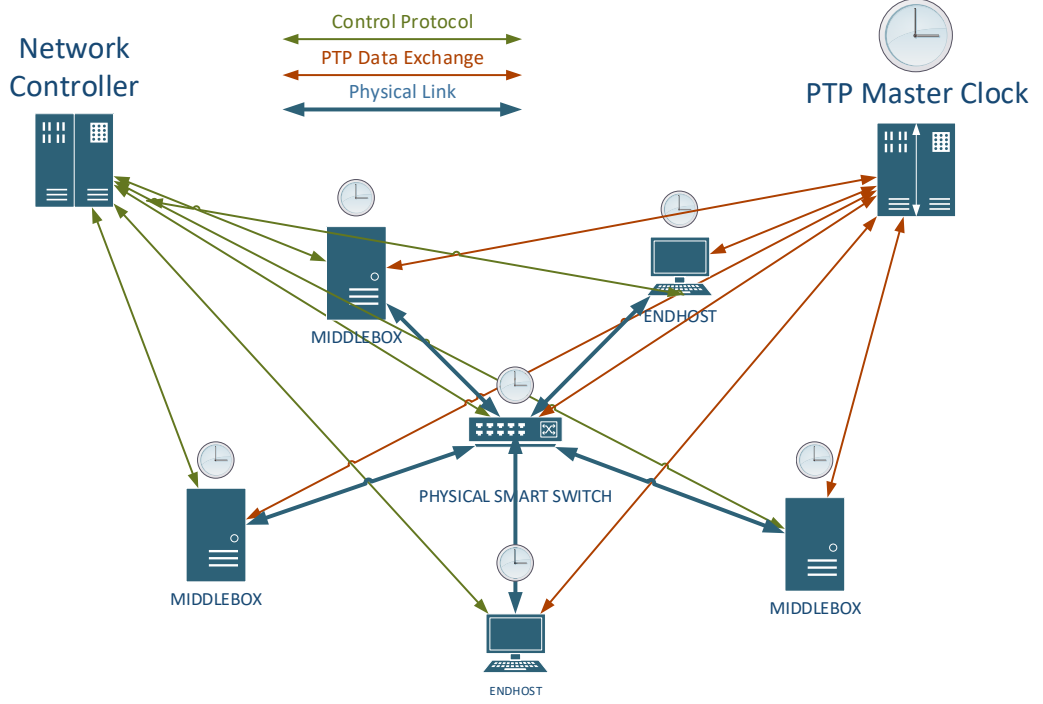 Control Protocol
PTP Data Exchange
Physical Link
Network
Controller
PTP Master Clock
MIDDLEBOX
ENDHOST
PHYSICAL SMART SWITCH
MIDDLEBOX
MIDDLEBOX
ENDHOST